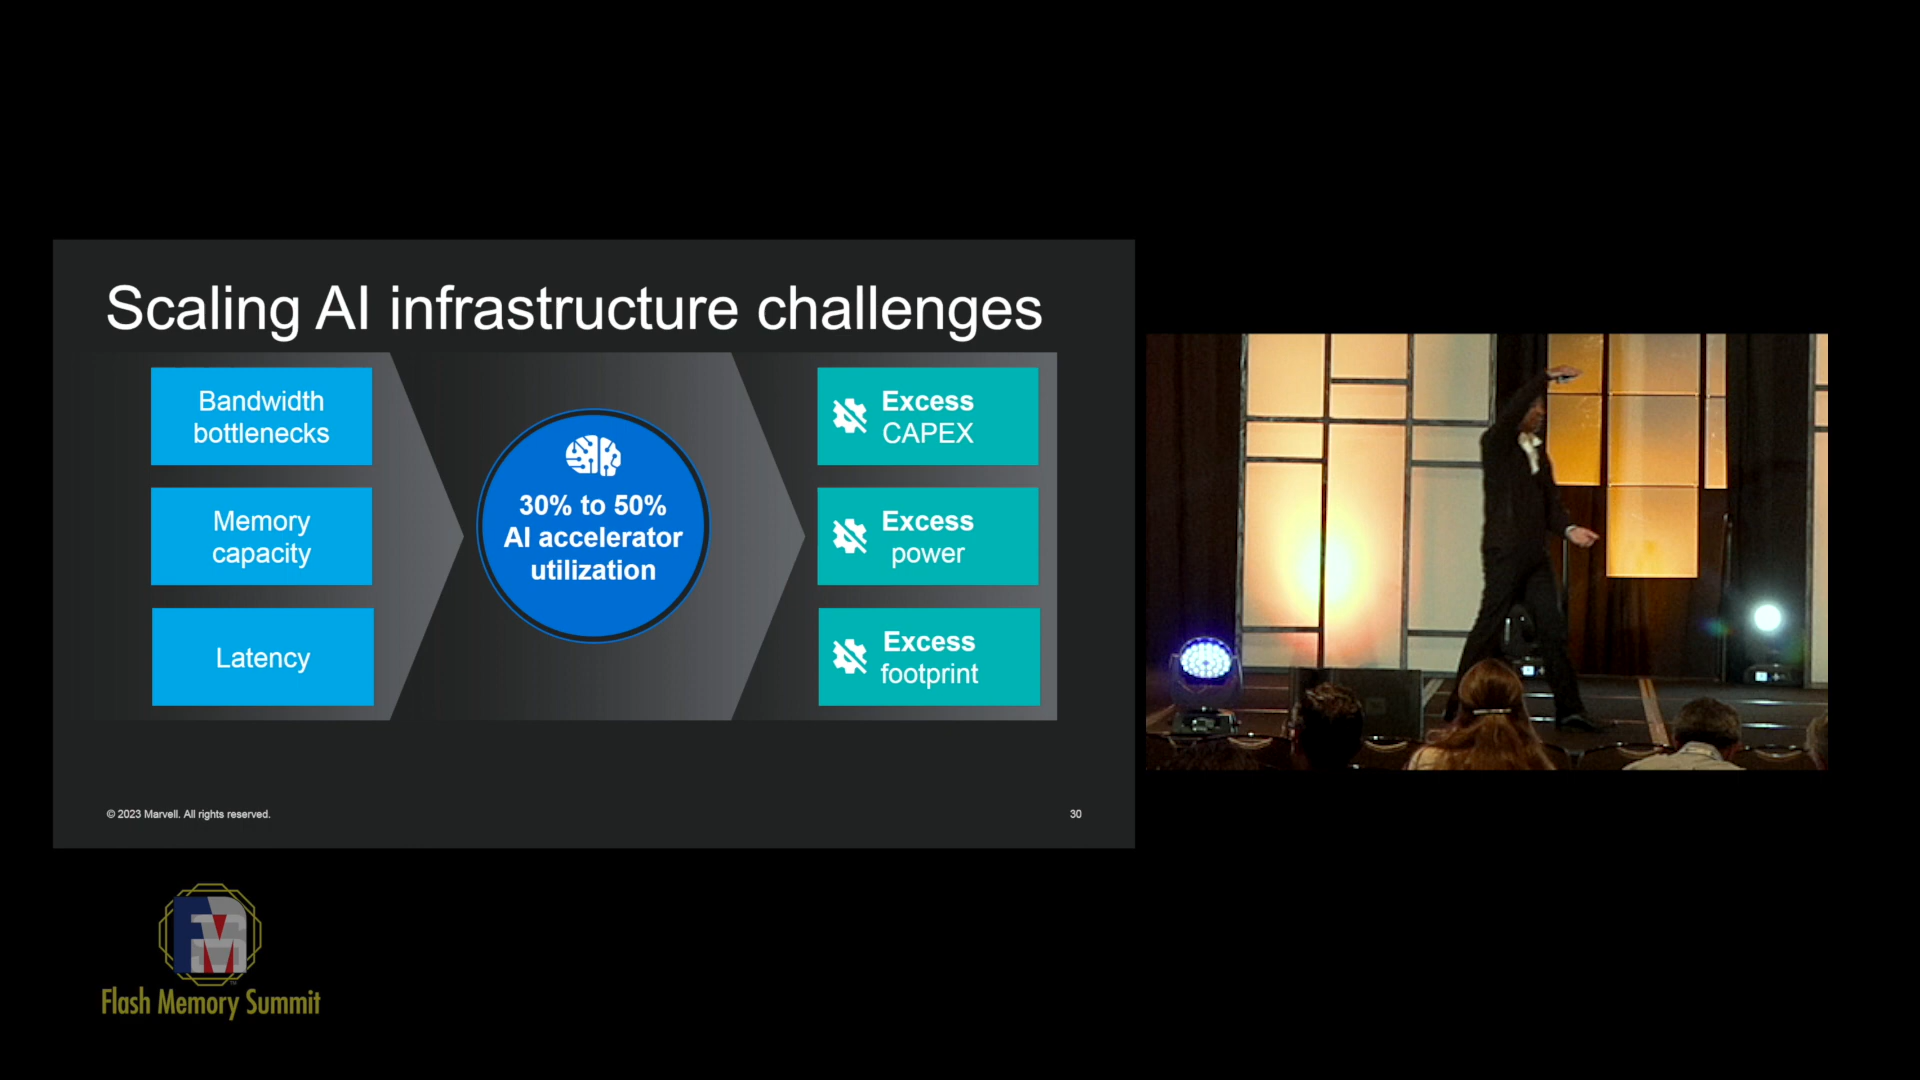 Scaling AI infrastructure challenges
Bandwidth
bottlenecks
Memory
capacity
Latency
30% to 50%
AI accelerator
utilization
Excess
CAPEX
Excess
power
Excess
footprint
© 2023 Marvell. All rights reserved.
30
FMS
Flash Memory Summit